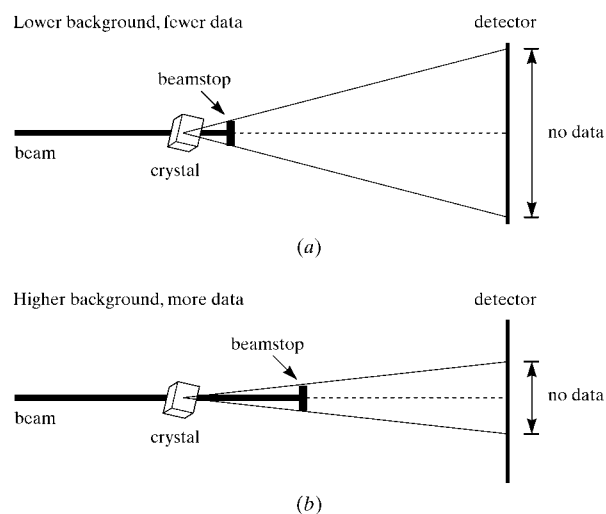 Lower background, fewer data
detector
beamstop
no data
beam
crystal
(a)
Higher background, more data
detector
beamstop
no data
beam
crystal
(b)